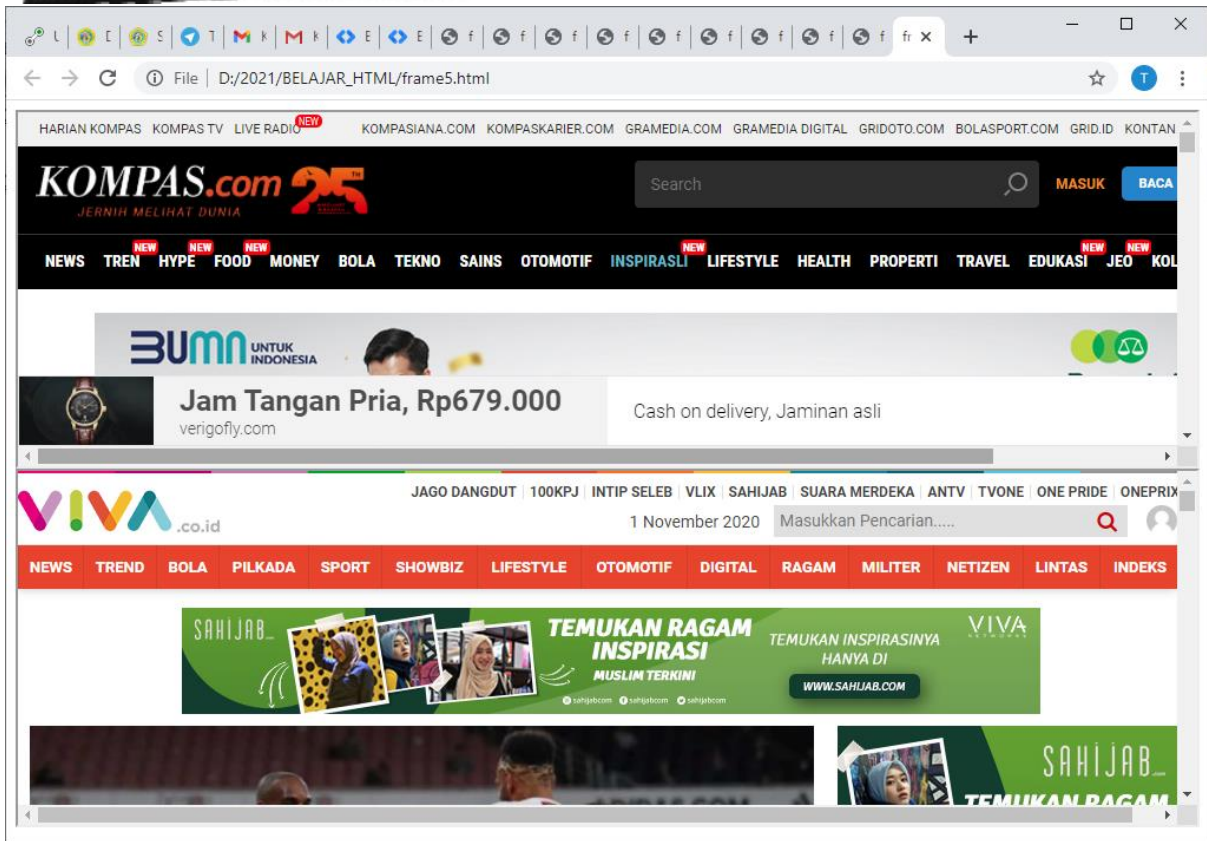 File | D:/2021/BELAJAR_HTML/frame5.html
T
HARIAN KOMPAS KOMPAS TV LIVE RADIO NEW KOMPASIANA.COM KOMPASKARIER.COM GRAMEDIA.COM GRAMEDIA DIGITAL GRIDOTO.COM BOLASPORT.COM GRID.ID KONTAN
KOMPAS.com 25TH
JERNIH MELIHAT DUNIA
Search
MASUK
BACA
NEW NEW NEW NEW NEW NEW
NEWS TREN HYPE FOOD MONEY BOLA TEKNO SAINS OTOMOTIF INSPIRASLI LIFESTYLE HEALTH PROPERTI TRAVEL EDUKASI JEO KOL
BUMN UNTUK
INDONESIA
Jam Tangan Pria, Rp679.000
verigofly.com
Cash on delivery, Jaminan asli
JAGO DANGDUT | 100KPJ | INTIP SELEB | VLIX | SAHIJAB | SUARA MERDEKA | ANTV | TVONE | ONE PRIDE | ONEPRIX
VIVA.co.id
1 November 2020 Masukkan Pencarian.....
NEWS TREND BOLA PILKADA SPORT SHOWBIZ LIFESTYLE OTOMOTIF DIGITAL RAGAM MILITER NETIZEN LINTAS INDEKS
SAHIJAB
TEMUKAN RAGAM
INSPIRASI
MUSLIM TERKINI
sahijabcom sahijabcom sahijabcom
TEMUKAN INSPIRASINYA
HANYA DI
WWW.SAHIJAB.COM
VIVA
NETWORKS
SAHIJAB
TEMUKAN RAGAM